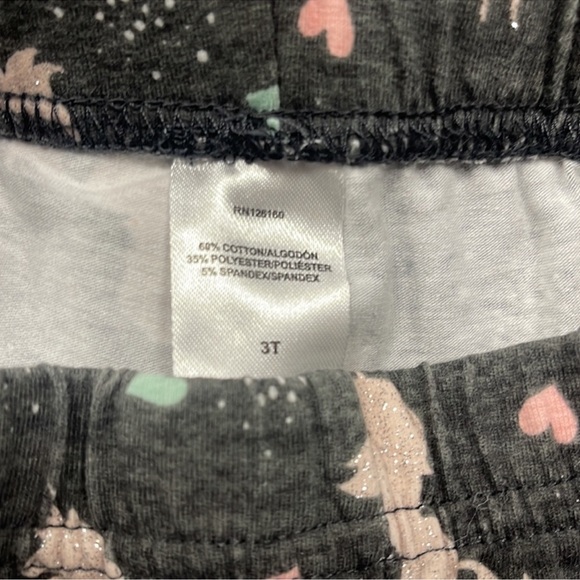 RN126160
60% COTTON/ALGODÓN
35% POLYESTER/POLIÉSTER
5% SPANDEX/SPANDEX
3T